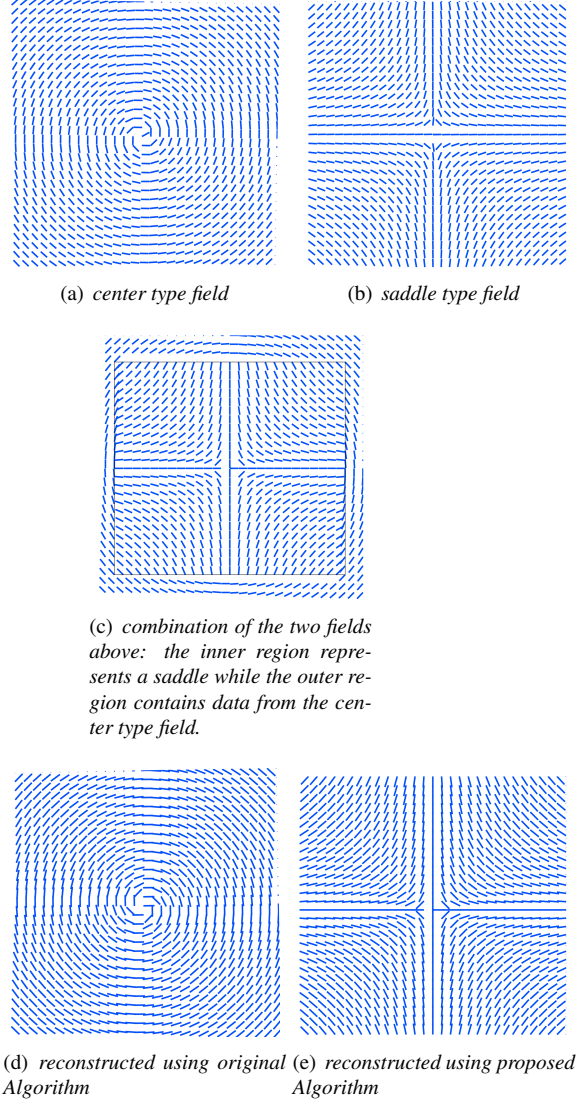 (a) center type field
(b) saddle type field
(c) combination of the two fields
above: the inner region repre-
sents a saddle while the outer re-
gion contains data from the cen-
ter type field.
(d) reconstructed using original
Algorithm
(e) reconstructed using proposed
Algorithm